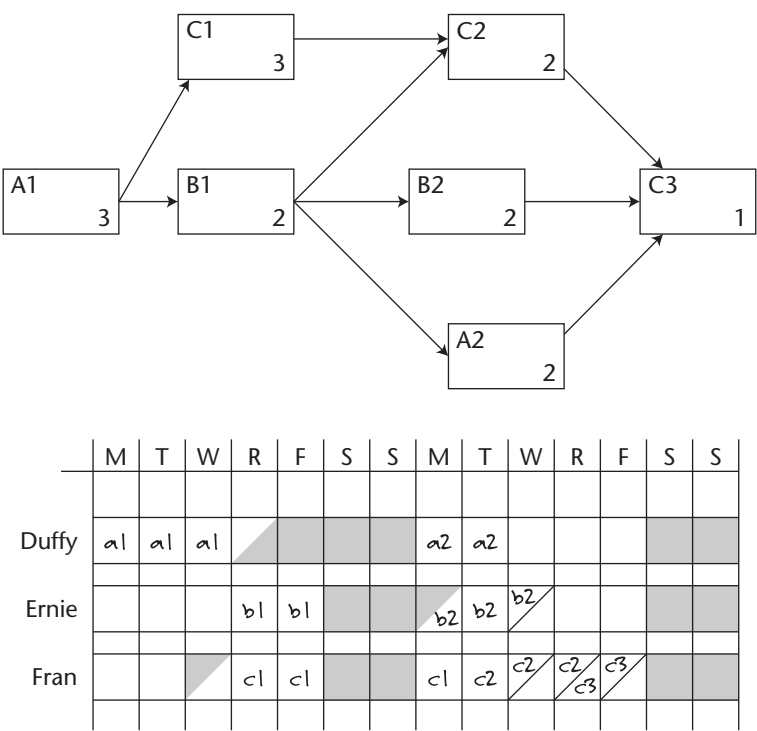 C1 3
C2 2
A1 3
B1 2
B2 2
C3 1
A2 2
M T W R F S S M T W R F S S
Duffy a1 a1 a1 a2 a2
Ernie b1 b1 b2 b2 b2
Fran c1 c1 c1 c2 c2 c2 c3 c3